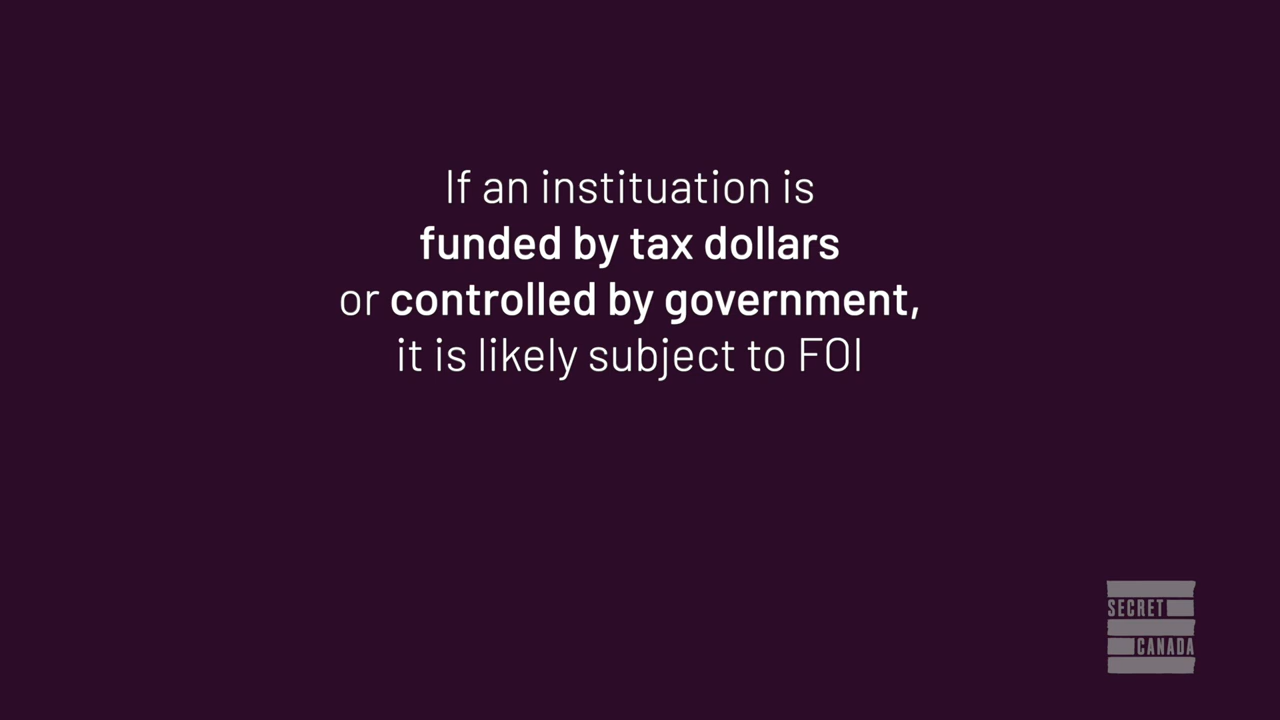 If an instituation is
funded by tax dollars
or controlled by government,
it is likely subject to FOI
SECRET
CANADA